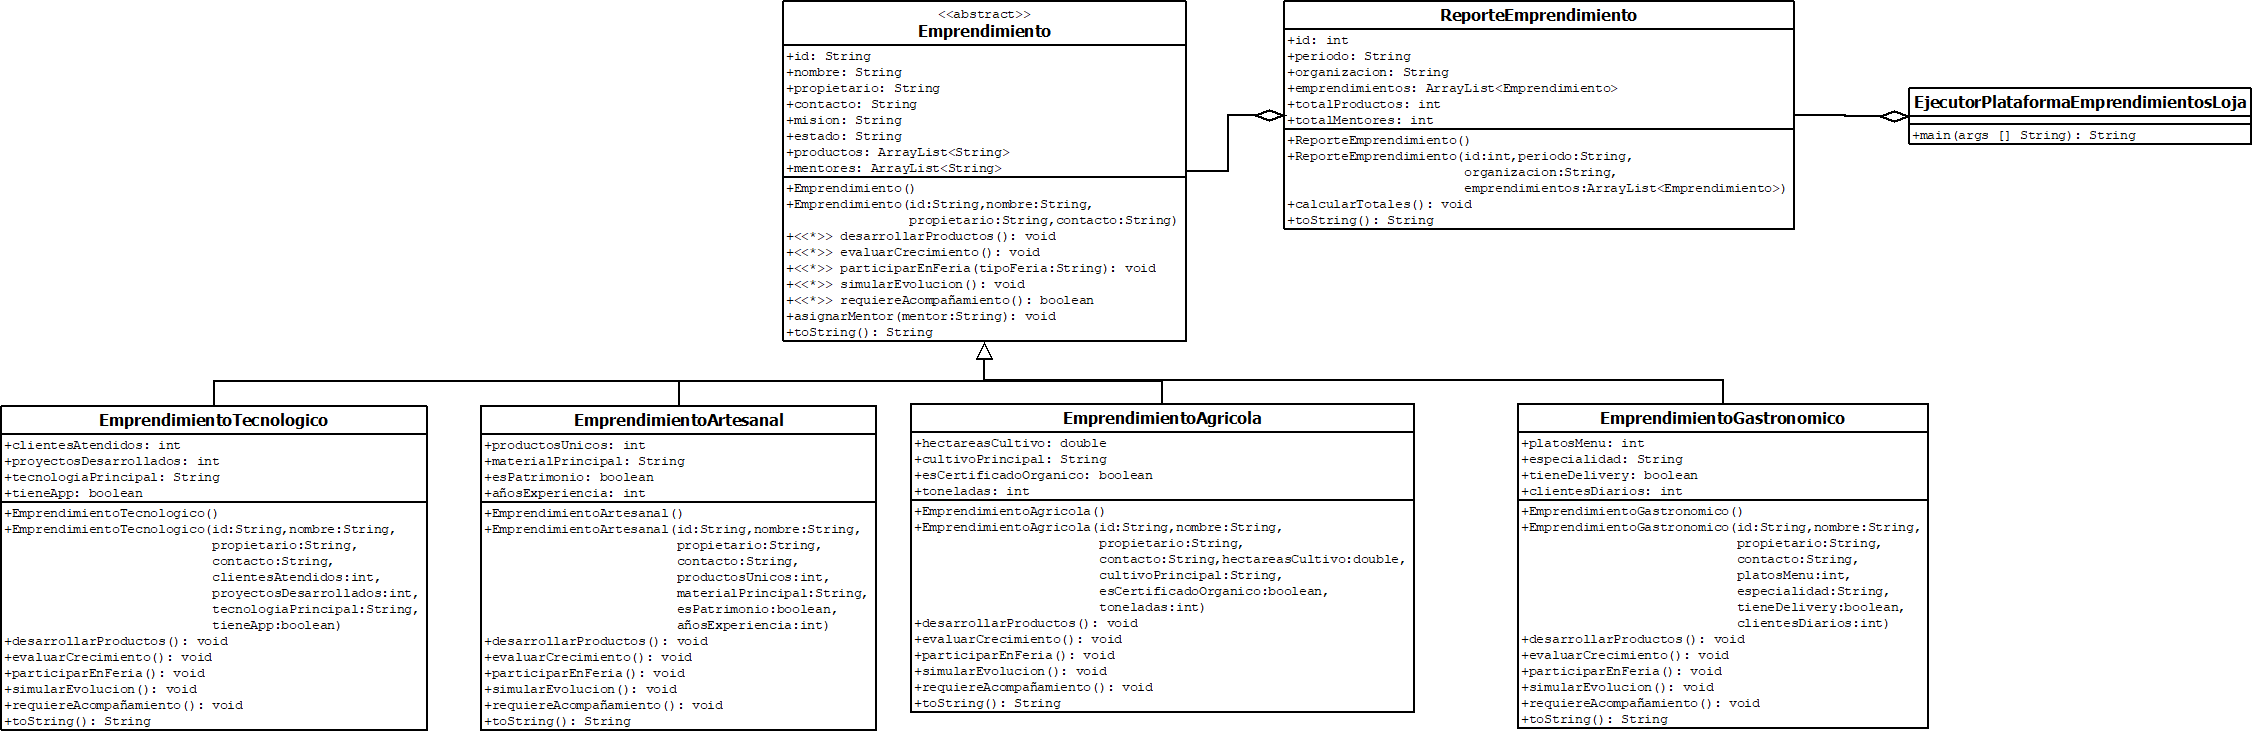 <<abstract>>
Emprendimiento
+id: String
+nombre: String
+propietario: String
+contacto: String
+mision: String
+estado: String
+productos: ArrayList<String>
+mentores: ArrayList<String>
+Emprendimiento()
+Emprendimiento(id:String,nombre:String,
propietario:String,contacto:String)
+<<*>> desarrollarProductos(): void
+<<*>> evaluarCrecimiento(): void
+<<*>> participarEnFeria(tipoFeria:String): void
+<<*>> simularEvolucion(): void
+<<*>> requiereAcompañamiento(): boolean
+asignarMentor(mentor:String): void
+toString(): String
ReporteEmprendimiento
+id: int
+periodo: String
+organizacion: String
+emprendimientos: ArrayList<Emprendimiento>
+totalProductos: int
+totalMentores: int
+ReporteEmprendimiento()
+ReporteEmprendimiento(id:int,periodo:String,
organizacion:String,
emprendimientos:ArrayList<Emprendimiento>)
+calcularTotales(): void
+toString(): String
EjecutorPlataformaEmprendimientosLoja
+main(args [] String): String
EmprendimientoTecnologico
+clientesAtendidos: int
+proyectosDesarrollados: int
+tecnologiaPrincipal: String
+tieneApp: boolean
+EmprendimientoTecnologico()
+EmprendimientoTecnologico(id:String,nombre:String,
propietario:String,
contacto:String,
clientesAtendidos:int,
proyectosDesarrollados:int,
tecnologiaPrincipal:String,
tieneApp:boolean)
+desarrollarProductos(): void
+evaluarCrecimiento(): void
+participarEnFeria(): void
+simularEvolucion(): void
+requiereAcompañamiento(): void
+toString(): String
EmprendimientoArtesanal
+productosUnicos: int
+materialPrincipal: String
+esPatrimonio: boolean
+añosExperiencia: int
+EmprendimientoArtesanal()
+EmprendimientoArtesanal(id:String,nombre:String,
propietario:String,
contacto:String,
productosUnicos:int,
materialPrincipal:String,
esPatrimonio:boolean,
añosExperiencia:int)
+desarrollarProductos(): void
+evaluarCrecimiento(): void
+participarEnFeria(): void
+simularEvolucion(): void
+requiereAcompañamiento(): void
+toString(): String
EmprendimientoAgricola
+hectareasCultivo: double
+cultivoPrincipal: String
+esCertificadoOrganico: boolean
+toneladas: int
+EmprendimientoAgricola()
+EmprendimientoAgricola(id:String,nombre:String,
propietario:String,
contacto:String,hectareasCultivo:double,
cultivoPrincipal:String,
esCertificadoOrganico:boolean,
toneladas:int)
+desarrollarProductos(): void
+evaluarCrecimiento(): void
+participarEnFeria(): void
+simularEvolucion(): void
+requiereAcompañamiento(): void
+toString(): String
EmprendimientoGastronomico
+platosMenu: int
+especialidad: String
+tieneDelivery: boolean
+clientesDiarios: int
+EmprendimientoGastronomico()
+EmprendimientoGastronomico(id:String,nombre:String,
propietario:String,
contacto:String,
platosMenu:int,
especialidad:String,
tieneDelivery:boolean,
clientesDiarios:int)
+desarrollarProductos(): void
+evaluarCrecimiento(): void
+participarEnFeria(): void
+simularEvolucion(): void
+requiereAcompañamiento(): void
+toString(): String